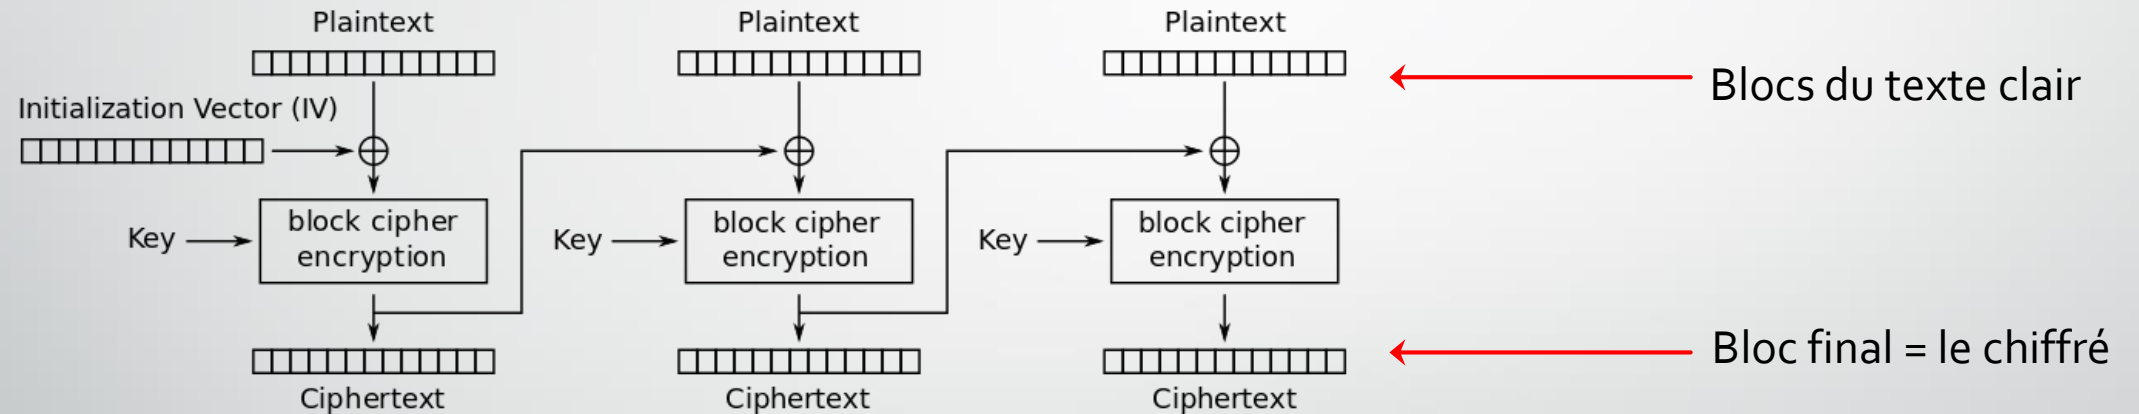 Plaintext
Plaintext
Plaintext
Blocs du texte clair
Initialization Vector (IV)
Key
block cipher
encryption
Key
block cipher
encryption
Key
block cipher
encryption
Bloc final = le chiffré
Ciphertext
Ciphertext
Ciphertext